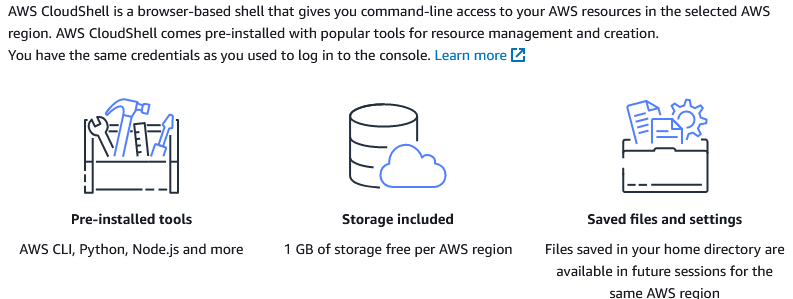 AWS CloudShell is a browser-based shell that gives you command-line access to your AWS resources in the selected AWS
region. AWS CloudShell comes pre-installed with popular tools for resource management and creation.
You have the same credentials as you used to log in to the console. Learn more
Pre-installed tools
AWS CLI, Python, Node.js and more
Storage included
1 GB of storage free per AWS region
Saved files and settings
Files saved in your home directory are
available in future sessions for the
same AWS region